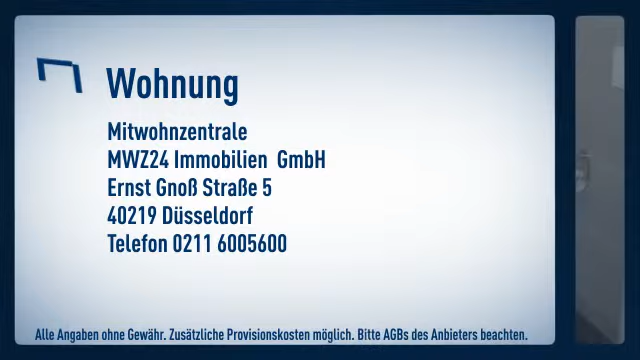 Wohnung
Mitwohnzentrale
MWZ24 Immobilien GmbH
Ernst Gnoß Straße 5
40219 Düsseldorf
Telefon 0211 6005600
Alle Angaben ohne Gewähr. Zusätzliche Provisionskosten möglich. Bitte AGBs des Anbieters beachten.